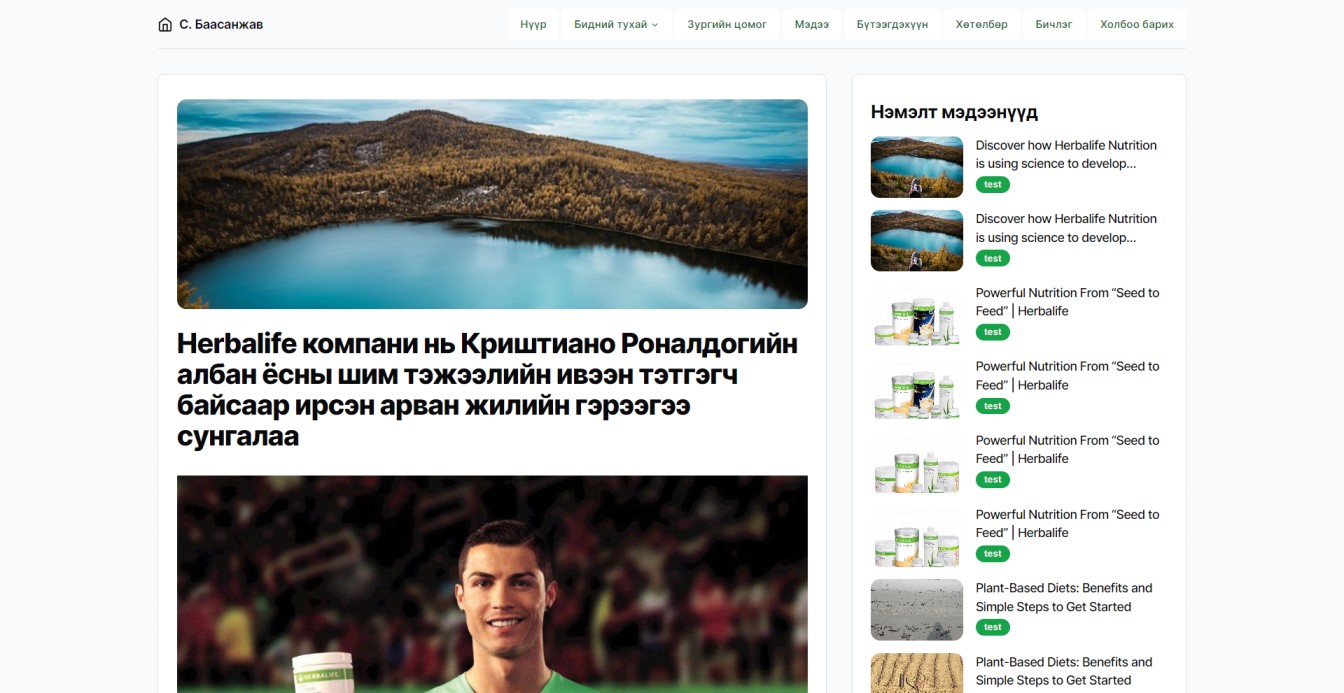 С. Баасанжав
Нүүр
Бидний тухай
Зургийн цомог
Мэдээ
Бүтээгдэхүүн
Хөтөлбөр
Бичлэг
Холбоо барих
Herbalife компани нь Криштиано Роналдогийн
албан ёсны шим тэжээлийн ивээн тэтгэгч
байсаар ирсэн арван жилийн гэрээгээ
сунгалаа
HERBALIFE
Нэмэлт мэдээнүүд
Discover how Herbalife Nutrition
is using science to develop...
test
Discover how Herbalife Nutrition
is using science to develop...
test
Powerful Nutrition From “Seed to
Feed” | Herbalife
test
Powerful Nutrition From “Seed to
Feed” | Herbalife
test
Powerful Nutrition From “Seed to
Feed” | Herbalife
test
Powerful Nutrition From “Seed to
Feed” | Herbalife
test
Plant-Based Diets: Benefits and
Simple Steps to Get Started
test
Plant-Based Diets: Benefits and
Simple Steps to Get Started